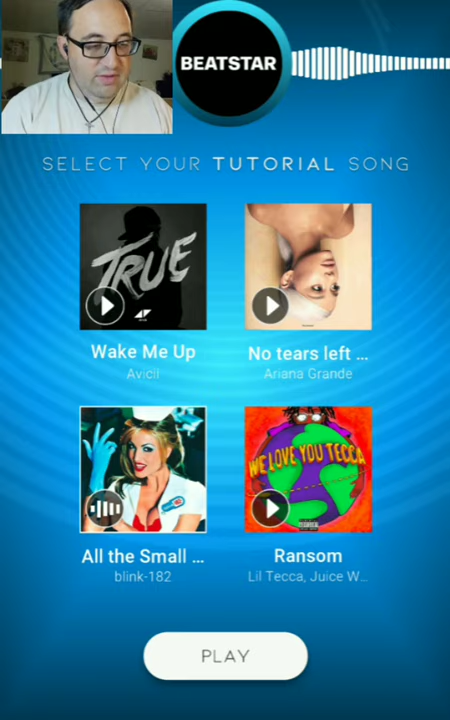 BEATSTAR
SELECT YOUR TUTORIAL SONG
TRUE
Wake Me Up
Avicii
No tears left ...
Ariana Grande
WE LOVE YOU TECCA
All the Small ...
blink-182
Ransom
Lil Tecca, Juice W...
PLAY